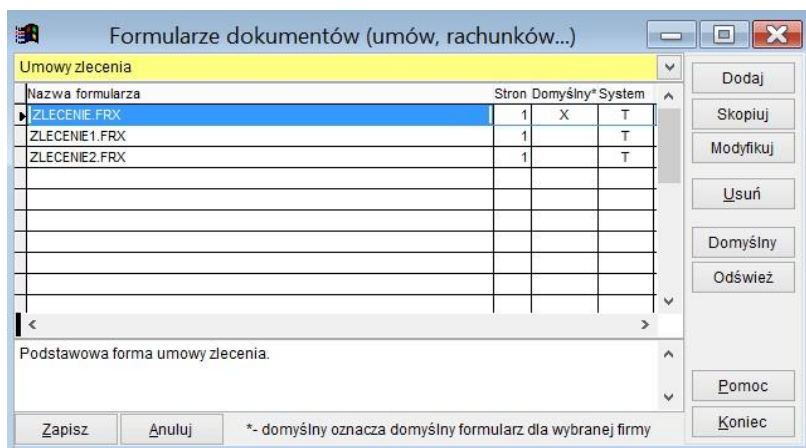 Formularze dokumentów (umów, rachunków...)
Umowy zlecenia
Nazwa formularza Stron Domyślny* System
ZLECENIE.FRX 1 X T
ZLECENIE1.FRX 1 T
ZLECENIE2.FRX 1 T
Podstawowa forma umowy zlecenia.
Zapisz Anuluj *- domyślny oznacza domyślny formularz dla wybranej firmy
Dodaj
Skopiuj
Modyfikuj
Usuń
Domyślny
Odśwież
Pomoc
Koniec